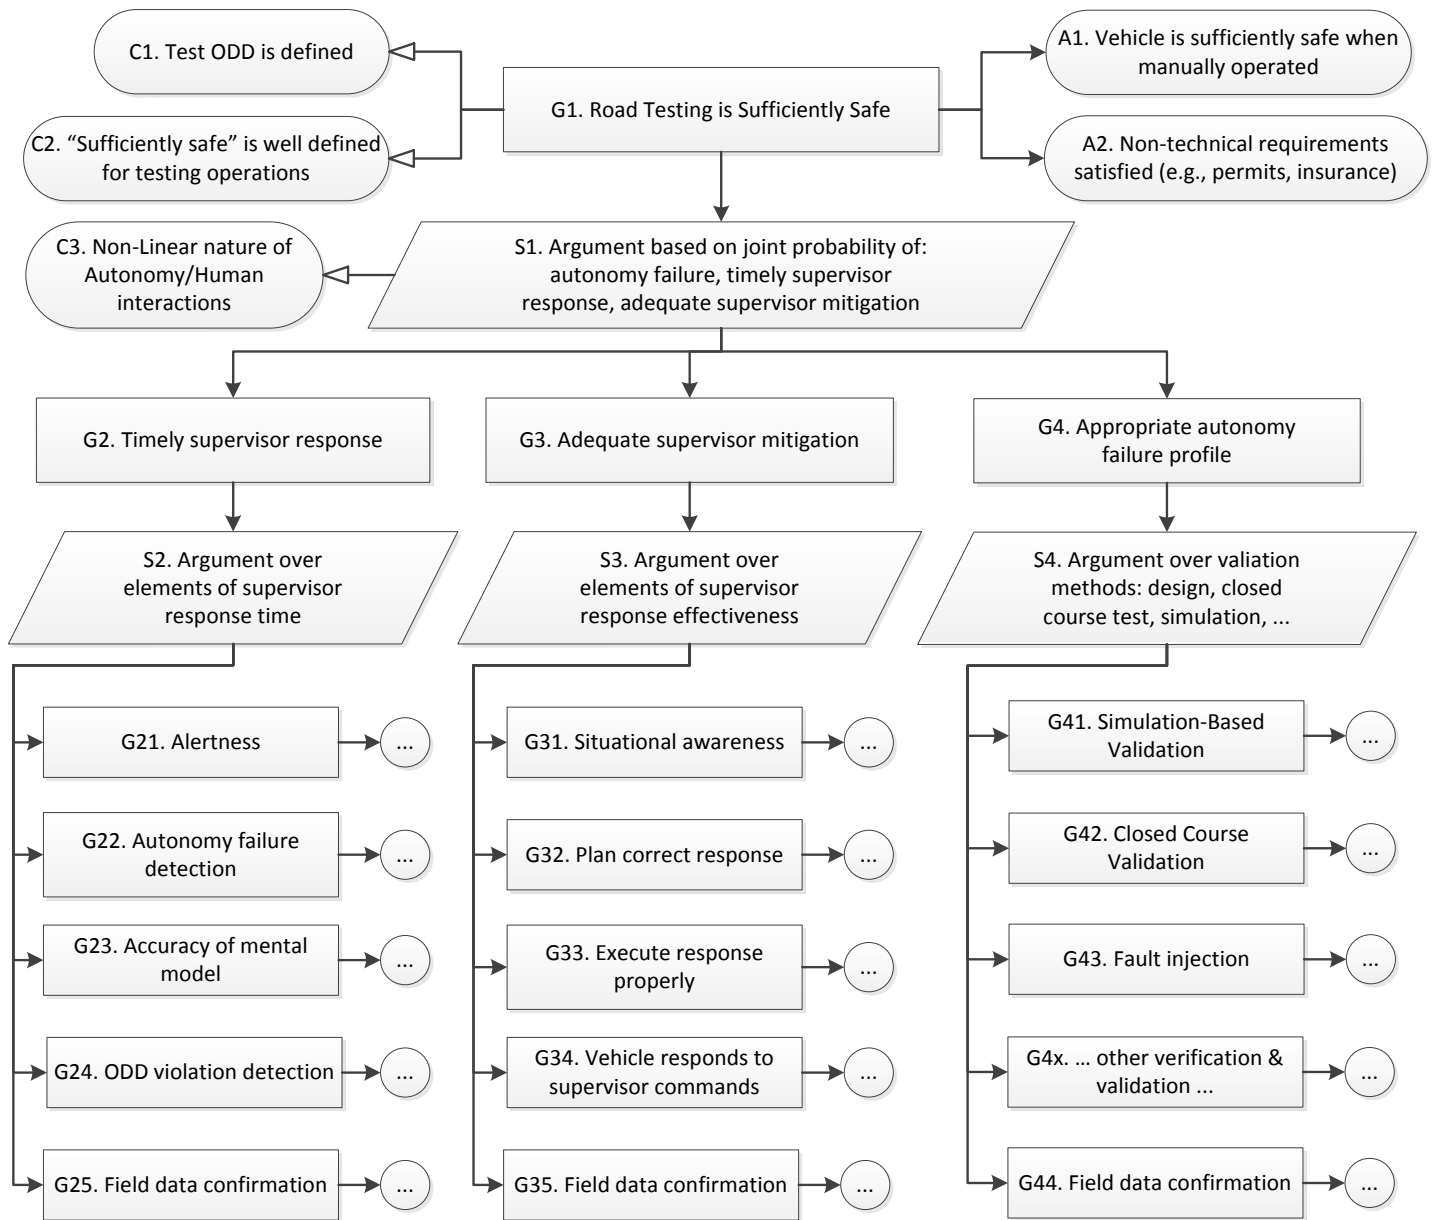 C1. Test ODD is defined
A1. Vehicle is sufficiently safe when
manually operated
G1. Road Testing is Sufficiently Safe
C2. “Sufficiently safe” is well defined
for testing operations
A2. Non-technical requirements
satisfied (e.g., permits, insurance)
C3. Non-Linear nature of
Autonomy/Human
interactions
S1. Argument based on joint probability of:
autonomy failure, timely supervisor
response, adequate supervisor mitigation
G2. Timely supervisor response
G3. Adequate supervisor mitigation
G4. Appropriate autonomy
failure profile
S2. Argument over
elements of supervisor
response time
S3. Argument over
elements of supervisor
response effectiveness
S4. Argument over valiation
methods: design, closed
course test, simulation, ...
G21. Alertness
...
G31. Situational awareness
...
G41. Simulation-Based
Validation
...
G22. Autonomy failure
detection
...
G32. Plan correct response
...
G42. Closed Course
Validation
...
G23. Accuracy of mental
model
...
G33. Execute response
properly
...
G43. Fault injection
...
G24. ODD violation detection
...
G34. Vehicle responds to
supervisor commands
...
G4x. ... other verification &
validation ...
...
G25. Field data confirmation
...
G35. Field data confirmation
...
G44. Field data confirmation
...